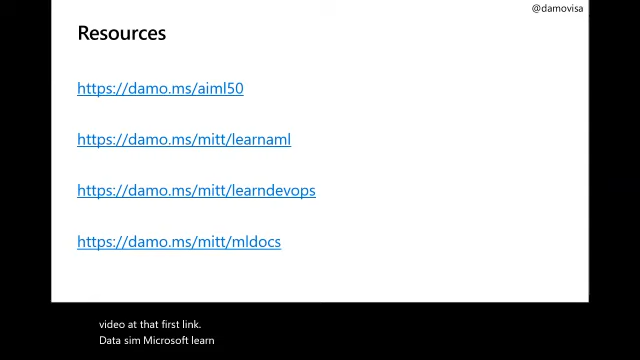 @damovisa
Resources
https://damo.ms/aiml50
https://damo.ms/mitt/learnaml
https://damo.ms/mitt/learndevops
https://damo.ms/mitt/mldocs
video at that first link.
Data sim Microsoft learn